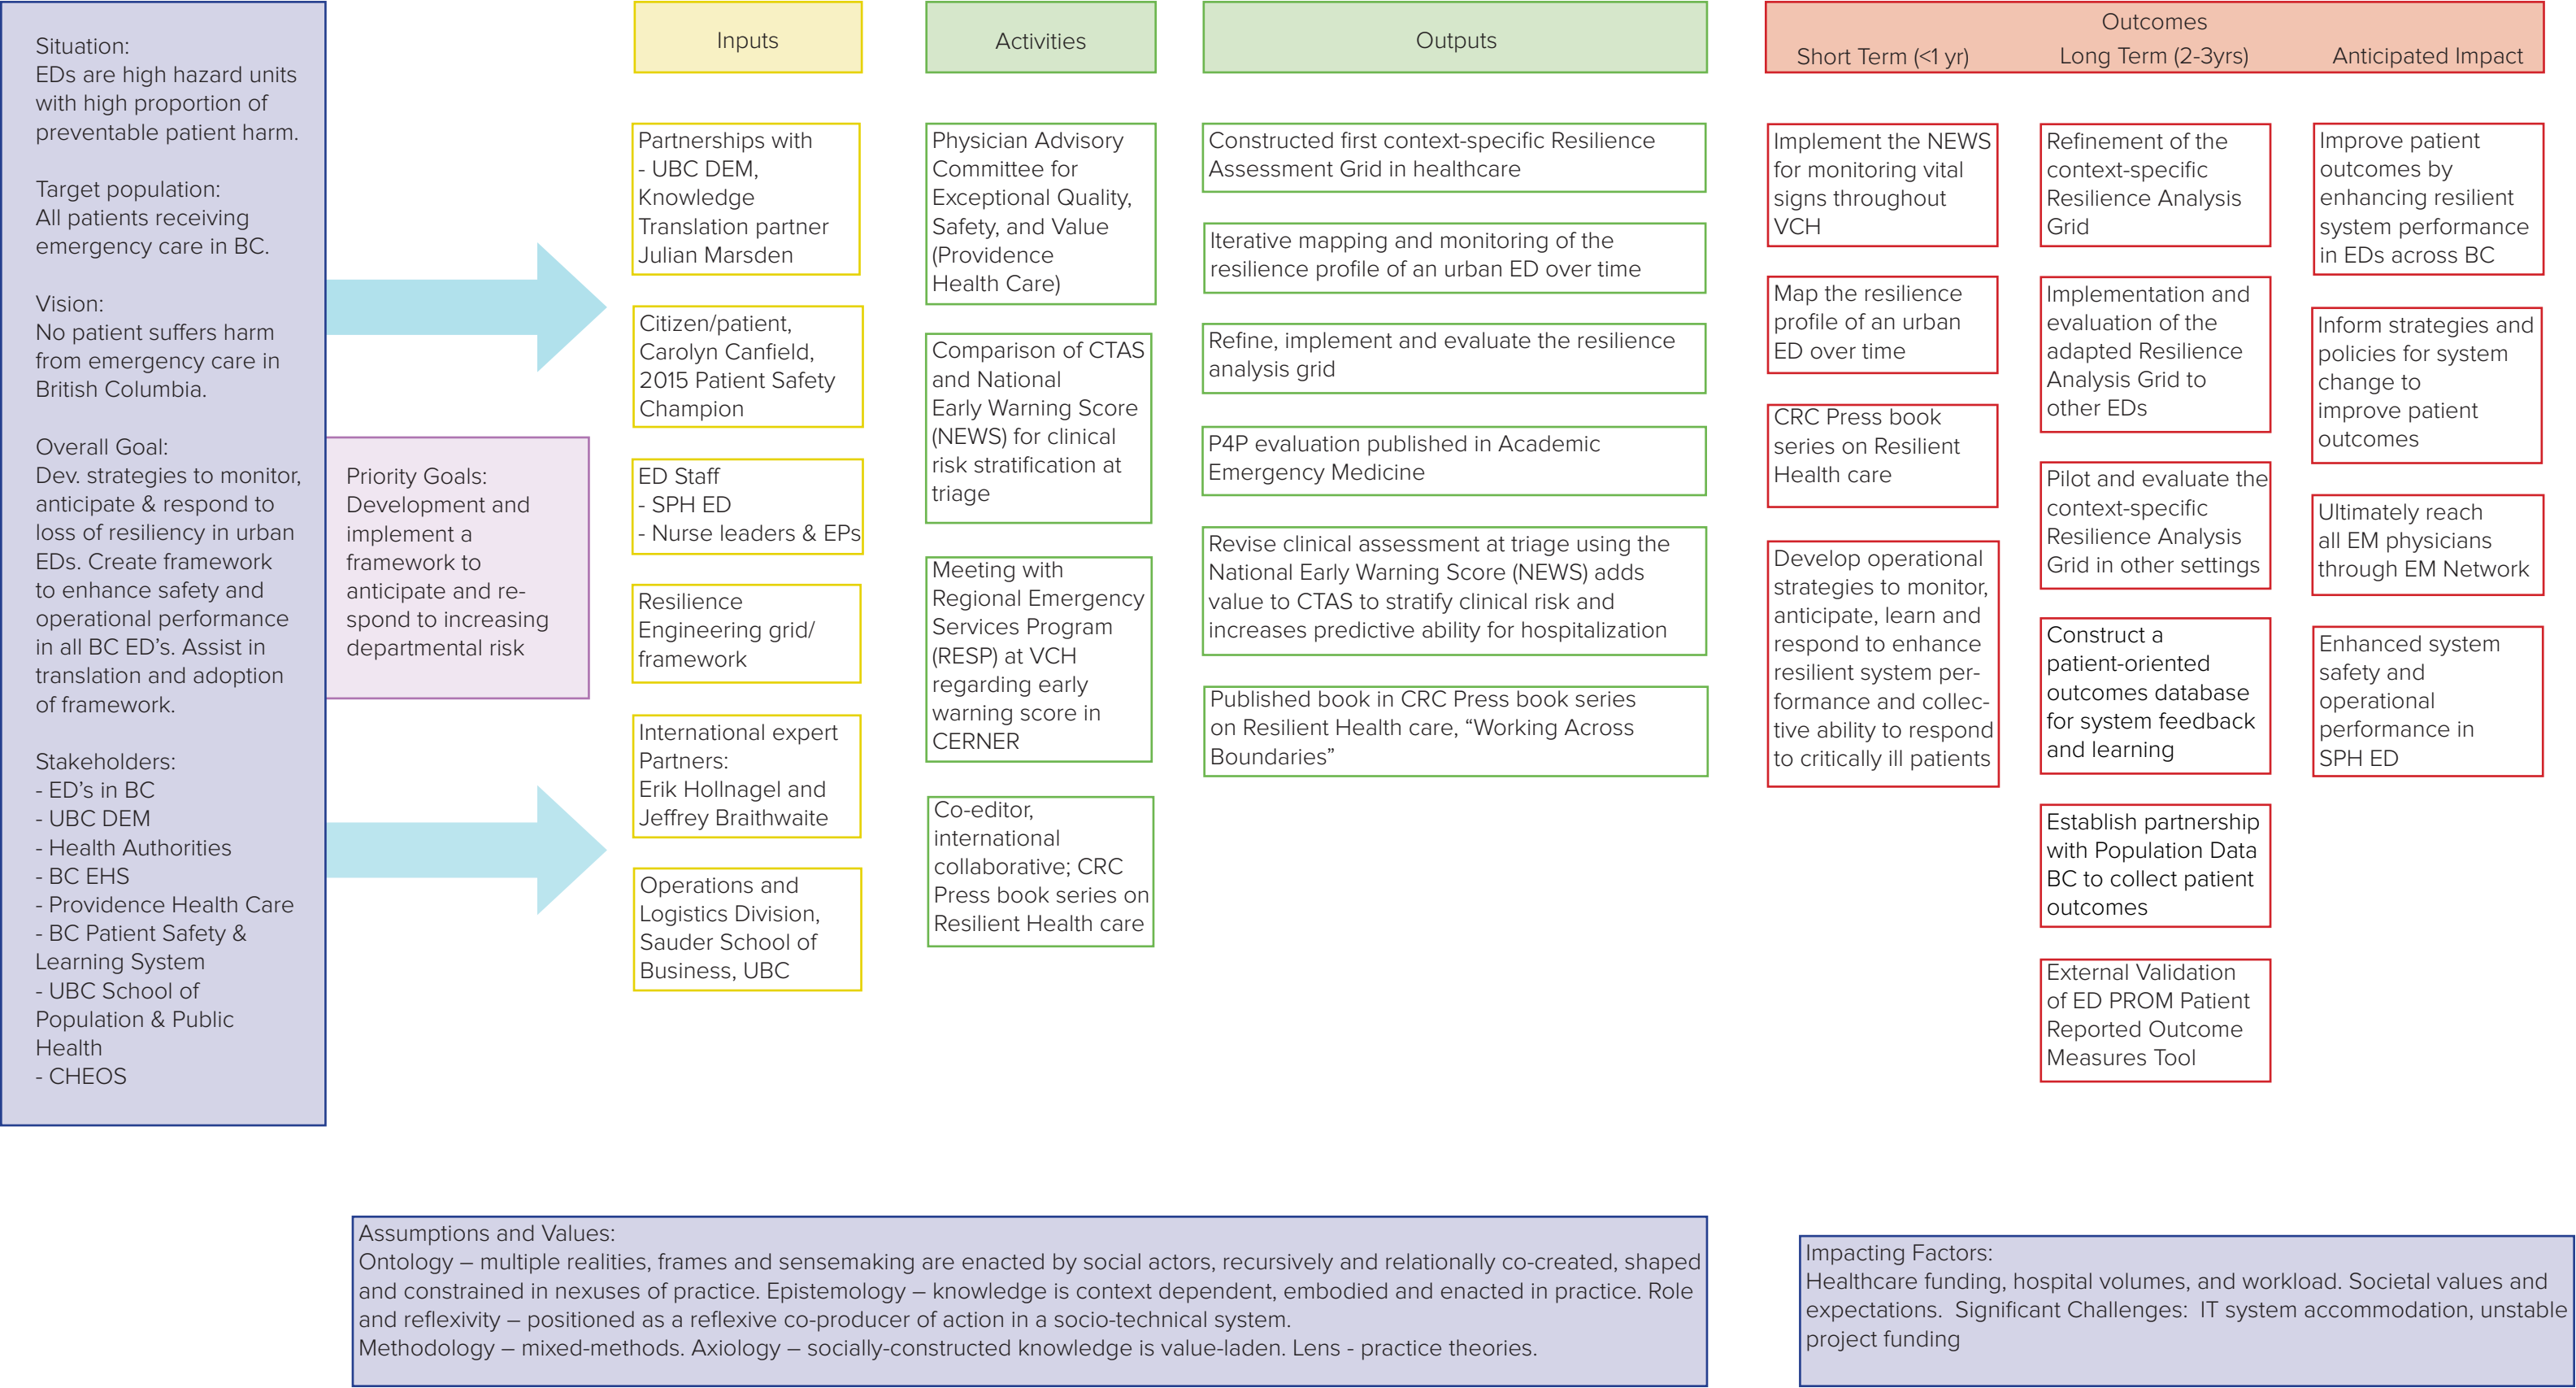 Situation:
EDs are high hazard units
with high proportion of
preventable patient harm.
Target population:
All patients receiving
emergency care in BC.
Vision:
No patient suffers harm
from emergency care in
British Columbia.
Overall Goal:
Dev. strategies to monitor,
anticipate & respond to
loss of resiliency in urban
EDs. Create framework
to enhance safety and
operational performance
in all BC ED’s. Assist in
translation and adoption
of framework.
Stakeholders:
- ED’s in BC
- UBC DEM
- Health Authorities
- BC EHS
- Providence Health Care
- BC Patient Safety &
Learning System
- UBC School of
Population & Public
Health
- CHEOS
Priority Goals:
Development and
implement a
framework to
anticipate and re-
spond to increasing
departmental risk
Inputs
Partnerships with
- UBC DEM,
Knowledge
Translation partner
Julian Marsden
Citizen/patient,
Carolyn Canfield,
2015 Patient Safety
Champion
ED Staff
- SPH ED
- Nurse leaders & EPs
Resilience
Engineering grid/
framework
International expert
Partners:
Erik Hollnagel and
Jeffrey Braithwaite
Operations and
Logistics Division,
Sauder School of
Business, UBC
Activities
Physician Advisory
Committee for
Exceptional Quality,
Safety, and Value
(Providence
Health Care)
Comparison of CTAS
and National
Early Warning Score
(NEWS) for clinical
risk stratification at
triage
Meeting with
Regional Emergency
Services Program
(RESP) at VCH
regarding early
warning score in
CERNER
Co-editor,
international
collaborative; CRC
Press book series on
Resilient Health care
Outputs
Constructed first context-specific Resilience
Assessment Grid in healthcare
Iterative mapping and monitoring of the
resilience profile of an urban ED over time
Refine, implement and evaluate the resilience
analysis grid
P4P evaluation published in Academic
Emergency Medicine
Revise clinical assessment at triage using the
National Early Warning Score (NEWS) adds
value to CTAS to stratify clinical risk and
increases predictive ability for hospitalization
Published book in CRC Press book series
on Resilient Health care, “Working Across
Boundaries”
Outcomes
Short Term (<1 yr)
Implement the NEWS
for monitoring vital
signs throughout
VCH
Map the resilience
profile of an urban
ED over time
CRC Press book
series on Resilient
Health care
Develop operational
strategies to monitor,
anticipate, learn and
respond to enhance
resilient system per-
formance and collec-
tive ability to respond
to critically ill patients
Long Term (2-3yrs)
Refinement of the
context-specific
Resilience Analysis
Grid
Implementation and
evaluation of the
adapted Resilience
Analysis Grid to
other EDs
Pilot and evaluate the
context-specific
Resilience Analysis
Grid in other settings
Construct a
patient-oriented
outcomes database
for system feedback
and learning
Establish partnership
with Population Data
BC to collect patient
outcomes
External Validation
of ED PROM Patient
Reported Outcome
Measures Tool
Anticipated Impact
Improve patient
outcomes by
enhancing resilient
system performance
in EDs across BC
Inform strategies and
policies for system
change to
improve patient
outcomes
Ultimately reach
all EM physicians
through EM Network
Enhanced system
safety and
operational
performance in
SPH ED
Assumptions and Values:
Ontology – multiple realities, frames and sensemaking are enacted by social actors, recursively and relationally co-created, shaped
and constrained in nexuses of practice. Epistemology – knowledge is context dependent, embodied and enacted in practice. Role
and reflexivity – positioned as a reflexive co-producer of action in a socio-technical system.
Methodology – mixed-methods. Axiology – socially-constructed knowledge is value-laden. Lens - practice theories.
Impacting Factors:
Healthcare funding, hospital volumes, and workload. Societal values and
expectations.  Significant Challenges:  IT system accommodation, unstable
project funding